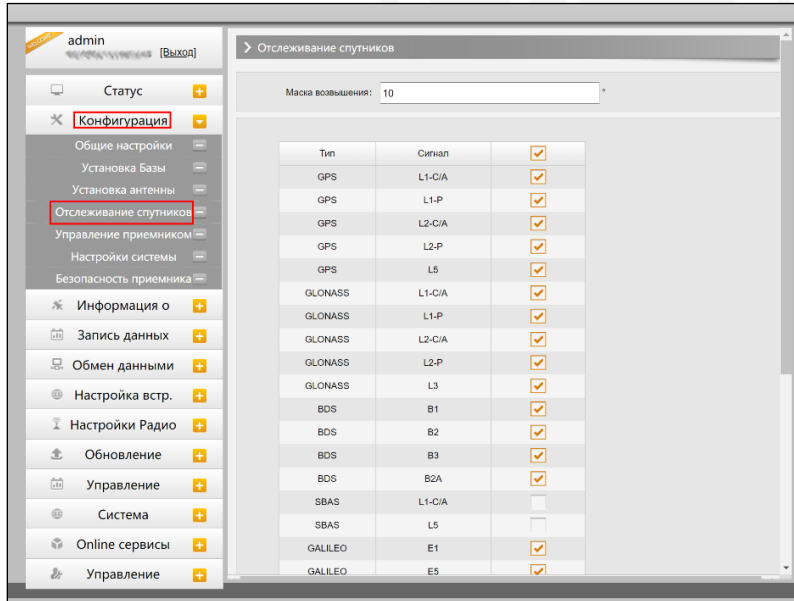 WELCOME
admin
[Выход]
Статус
Конфигурация
Общие настройки
Установка Базы
Установка антенны
Отслеживание спутников
Управление приемником
Настройки системы
Безопасность приемника
Информация о
Запись данных
Обмен данными
Настройка встр.
Настройки Радио
Обновление
Управление
Система
Online сервисы
Управление
Отслеживание спутников
Маска возвышения: 10 °
Тип Сигнал
GPS L1-C/A
GPS L1-P
GPS L2-C/A
GPS L2-P
GPS L5
GLONASS L1-C/A
GLONASS L1-P
GLONASS L2-C/A
GLONASS L2-P
GLONASS L3
BDS B1
BDS B2
BDS B3
BDS B2A
SBAS L1-C/A
SBAS L5
GALILEO E1
GALILEO E5